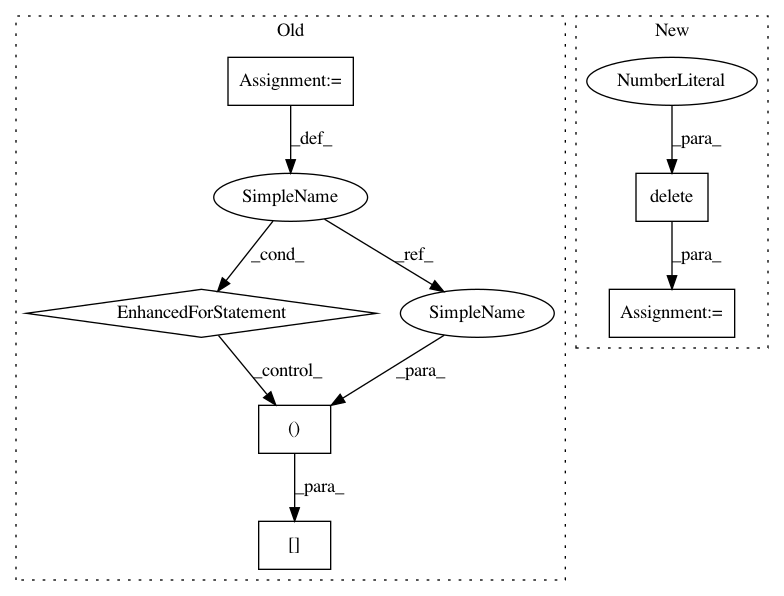 Old
New
Assignment:=
NumberLiteral
_def_
_para_
SimpleName
delete
_cond_
_ref_
_para_
EnhancedForStatement
SimpleName
Assignment:=
_control_
_para_
()
_para_
[]